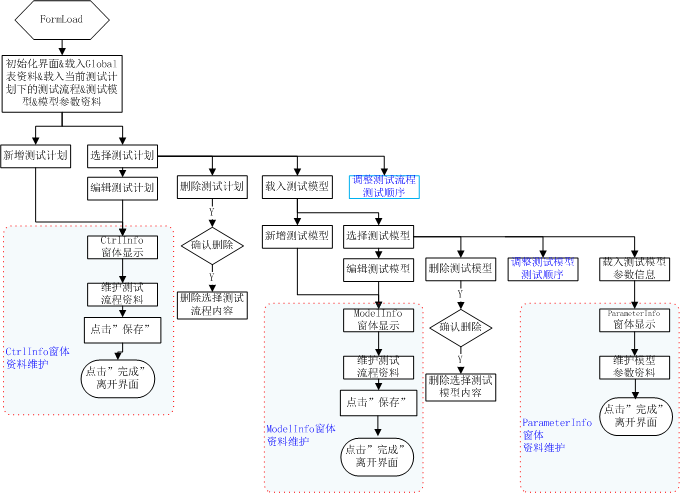 FormLoad
初始化界面&载入Global
表资料&载入当前测试计
划下的测试流程&测试模
型&模型参数资料
新增测试计划
选择测试计划
编辑测试计划
删除测试计划
载入测试模型
调整测试流程
测试顺序
Y
确认删除
Y
删除选择测试
流程内容
CtrlInfo
窗体显示
维护测试
流程资料
点击”保存”
点击”完成”
离开界面
CtrlInfo窗体
资料维护
新增测试模型
选择测试模型
编辑测试模型
删除测试模型
调整测试模型
测试顺序
载入测试模型
参数信息
Y
确认删除
Y
删除选择测试
模型内容
ModelInfo
窗体显示
维护测试
流程资料
点击”保存”
点击”完成”
离开界面
ModelInfo窗体
资料维护
ParameterInfo
窗体显示
维护模型
参数资料
点击”完成”
离开界面
ParameterInfo
窗体
资料维护